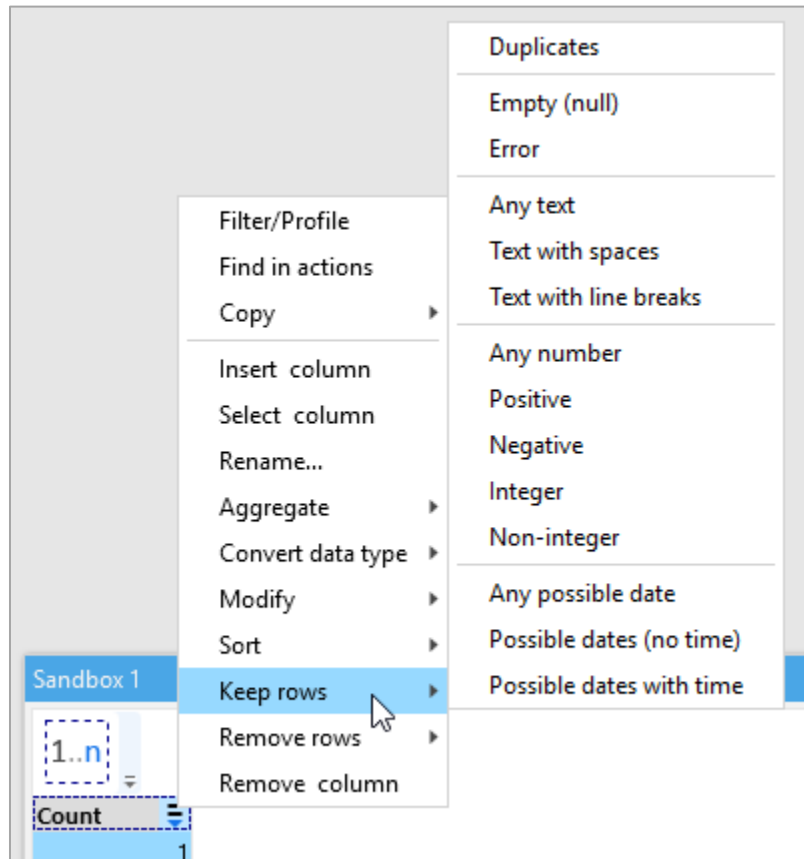 Duplicates
Empty (null)
Error
Any text
Text with spaces
Text with line breaks
Any number
Positive
Negative
Integer
Non-integer
Any possible date
Possible dates (no time)
Possible dates with time
Filter/Profile
Find in actions
Copy
Insert column
Select column
Rename...
Aggregate
Convert data type
Modify
Sort
Keep rows
Remove rows
Remove column
Sandbox 1
1..n
Count
1